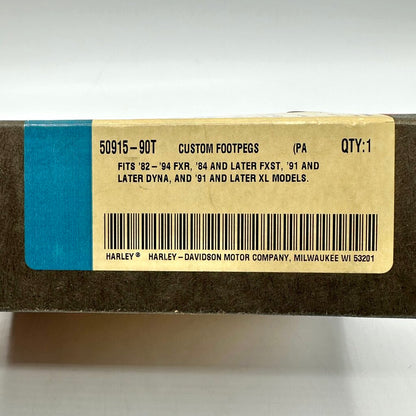 50915-90T CUSTOM FOOTPEGS (PA QTY:1
FITS '82-'94 FXR, '84 AND LATER FXST, '91 AND
LATER DYNA, AND '91 AND LATER XL MODELS.
HARLEY® HARLEY-DAVIDSON MOTOR COMPANY, MILWAUKEE WI 53201